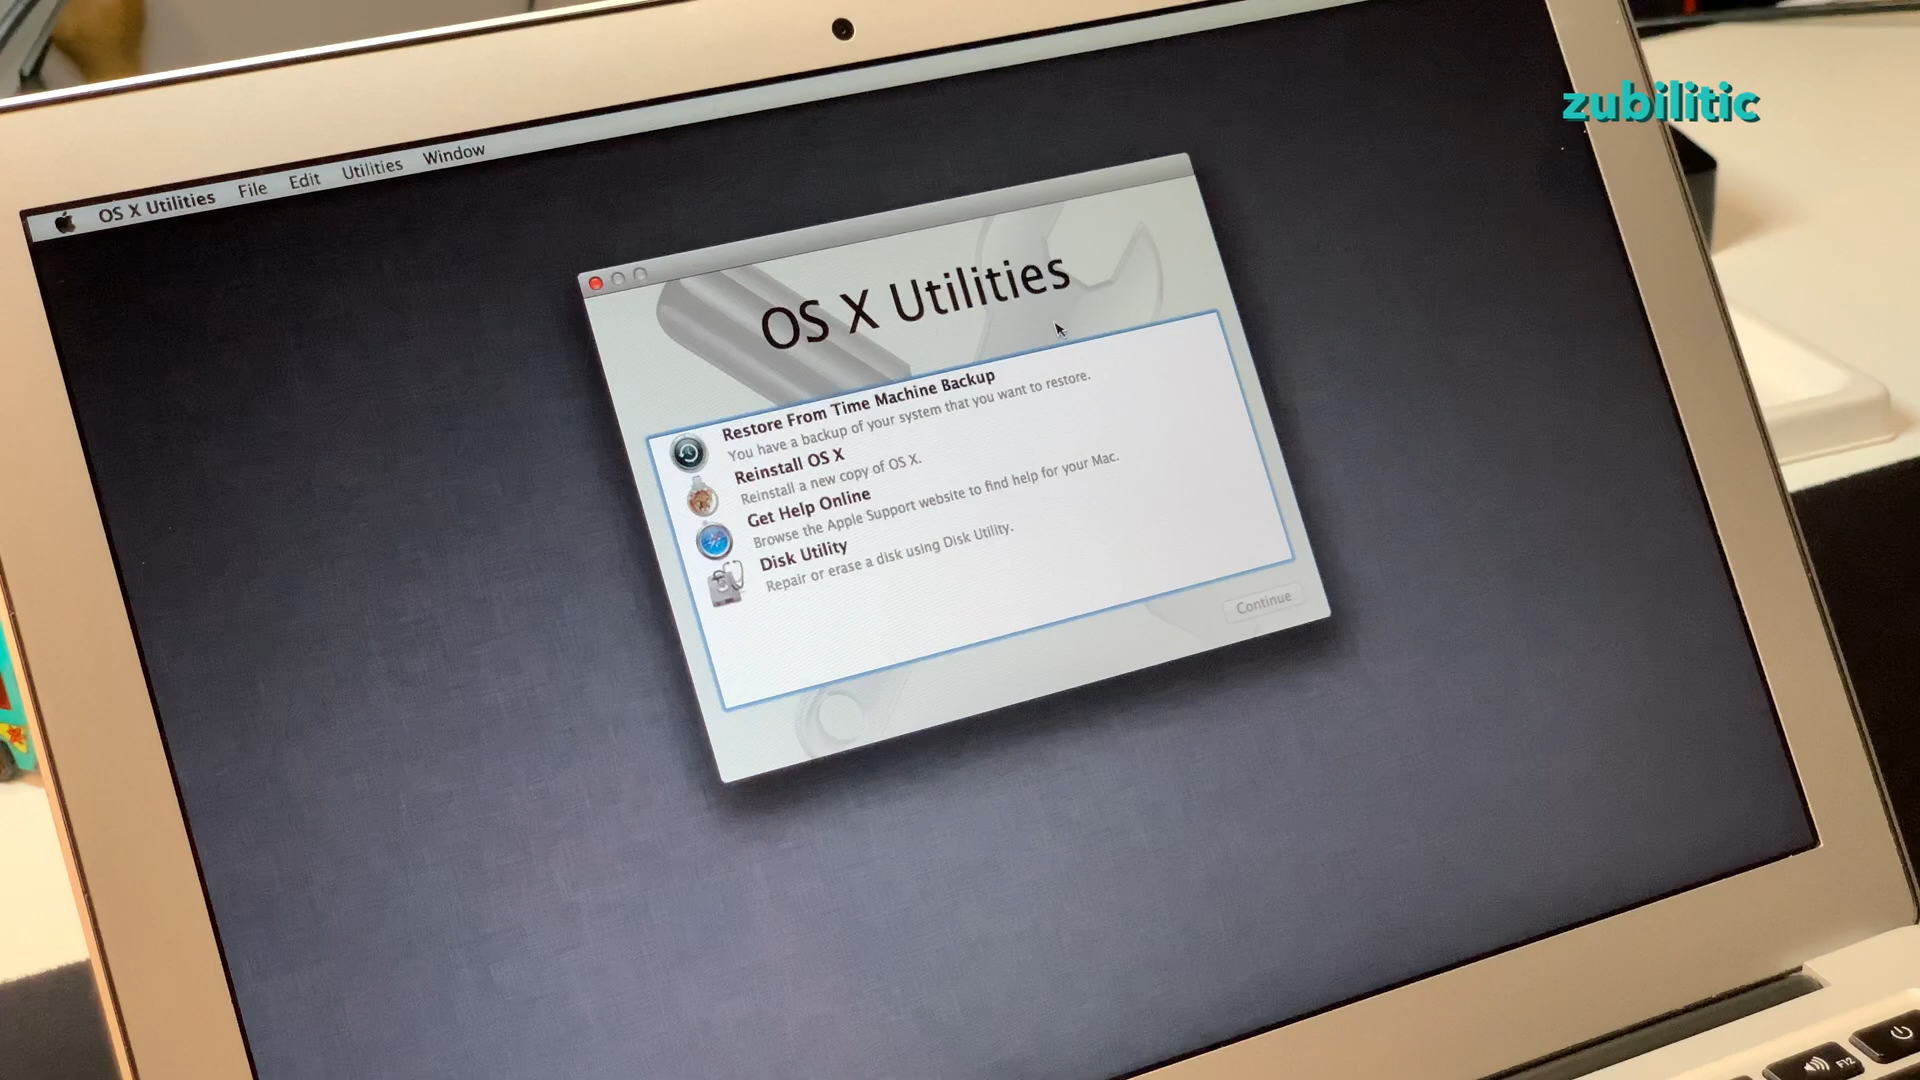 zubilitic
OS X Utilities File Edit Utilities Window
OS X Utilities
Restore From Time Machine Backup
You have a backup of your system that you want to restore.
Reinstall OS X
Reinstall a new copy of OS X.
Get Help Online
Browse the Apple Support website to find help for your Mac.
Disk Utility
Repair or erase a disk using Disk Utility.
Continue
F12